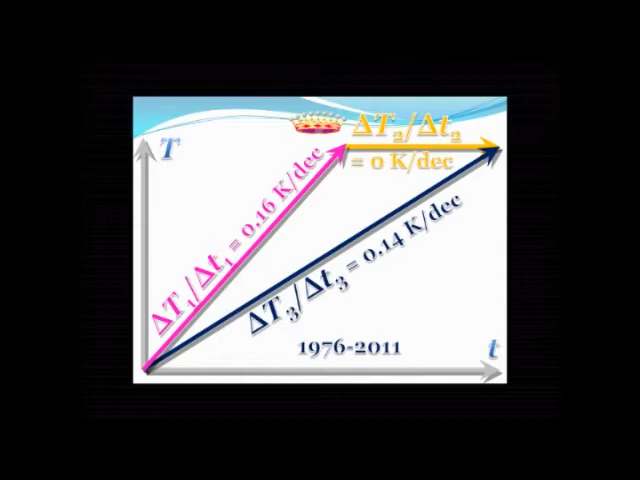 T
ΔT₂/Δt₂
= 0 K/dec
ΔT₁/Δt₁ = 0.16 K/dec
ΔT₃/Δt₃ = 0.14 K/dec
1976-2011
t